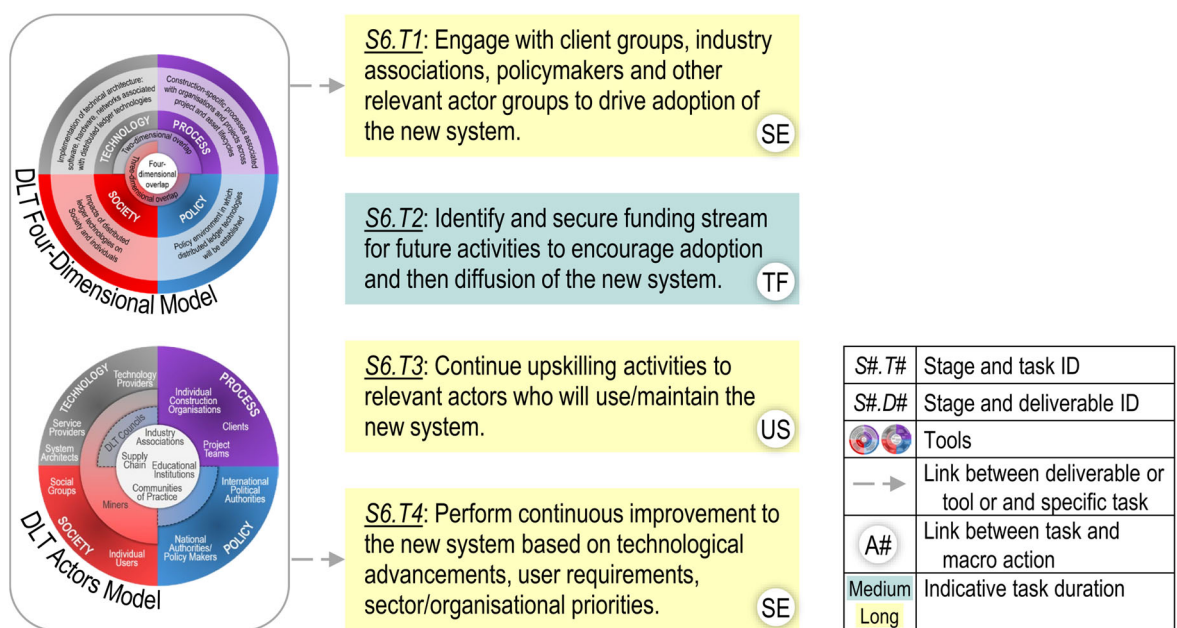 Implementation of technical architecture:
software, hardware, networks associated
with distributed ledger technologies
TECHNOLOGY
Construction-specific processes associated
with organisations and projects across
project and asset lifecycles
PROCESS
Two-dimensional overlap
Three-dimensional overlap
Four-
dimensional
overlap
SOCIETY
Impacts of distributed
ledger technologies on
Society and individuals
POLICY
Policy environment in which
distributed ledger technologies
will be established
DLT Four-Dimensional Model
TECHNOLOGY
Technology
Providers
Service
Providers
System
Architects
PROCESS
Individual
Construction
Organisations
Clients
Project
Teams
DLT Councils
Industry
Associations
Supply
Chain
Educational
Institutions
Communities
of Practice
Social
Groups
Miners
SOCIETY
Individual
Users
International
Political
Authorities
National
Authorities/
Policy Makers
POLICY
DLT Actors Model
S6.T1: Engage with client groups, industry
associations, policymakers and other
relevant actor groups to drive adoption of
the new system.
SE
S6.T2: Identify and secure funding stream
for future activities to encourage adoption
and then diffusion of the new system.
TF
S6.T3: Continue upskilling activities to
relevant actors who will use/maintain the
new system.
US
S6.T4: Perform continuous improvement to
the new system based on technological
advancements, user requirements,
sector/organisational priorities.
SE
S#.T# Stage and task ID
S#.D# Stage and deliverable ID
Tools
Link between deliverable or
tool or and specific task
A# Link between task and
macro action
Medium Indicative task duration
Long